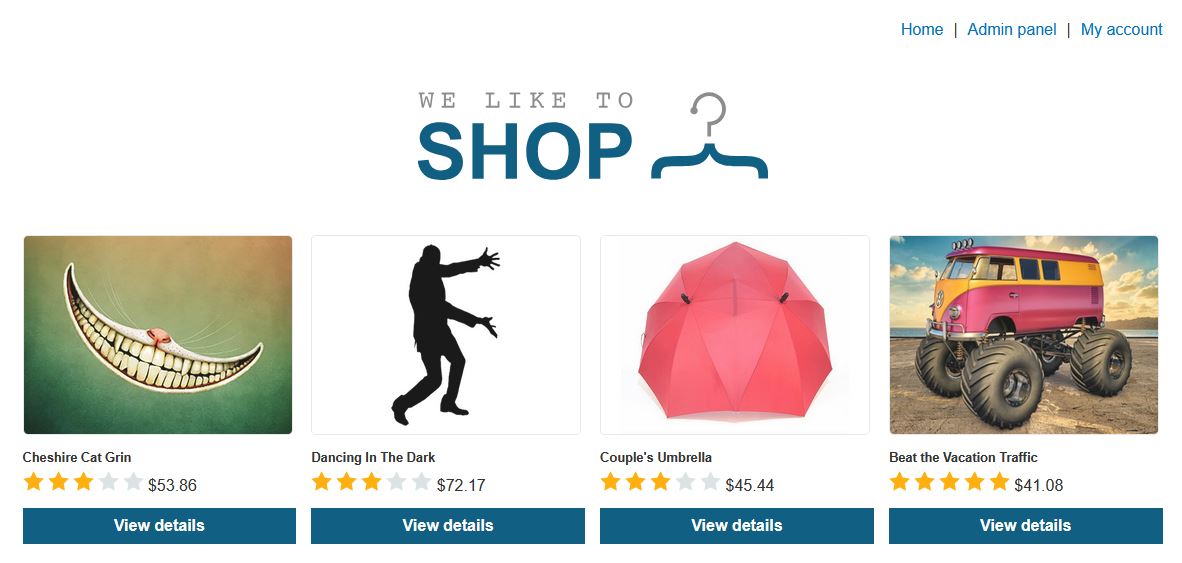 Home | Admin panel | My account
WE LIKE TO
SHOP
Cheshire Cat Grin
$53.86
View details
Dancing In The Dark
$72.17
View details
Couple's Umbrella
$45.44
View details
Beat the Vacation Traffic
$41.08
View details